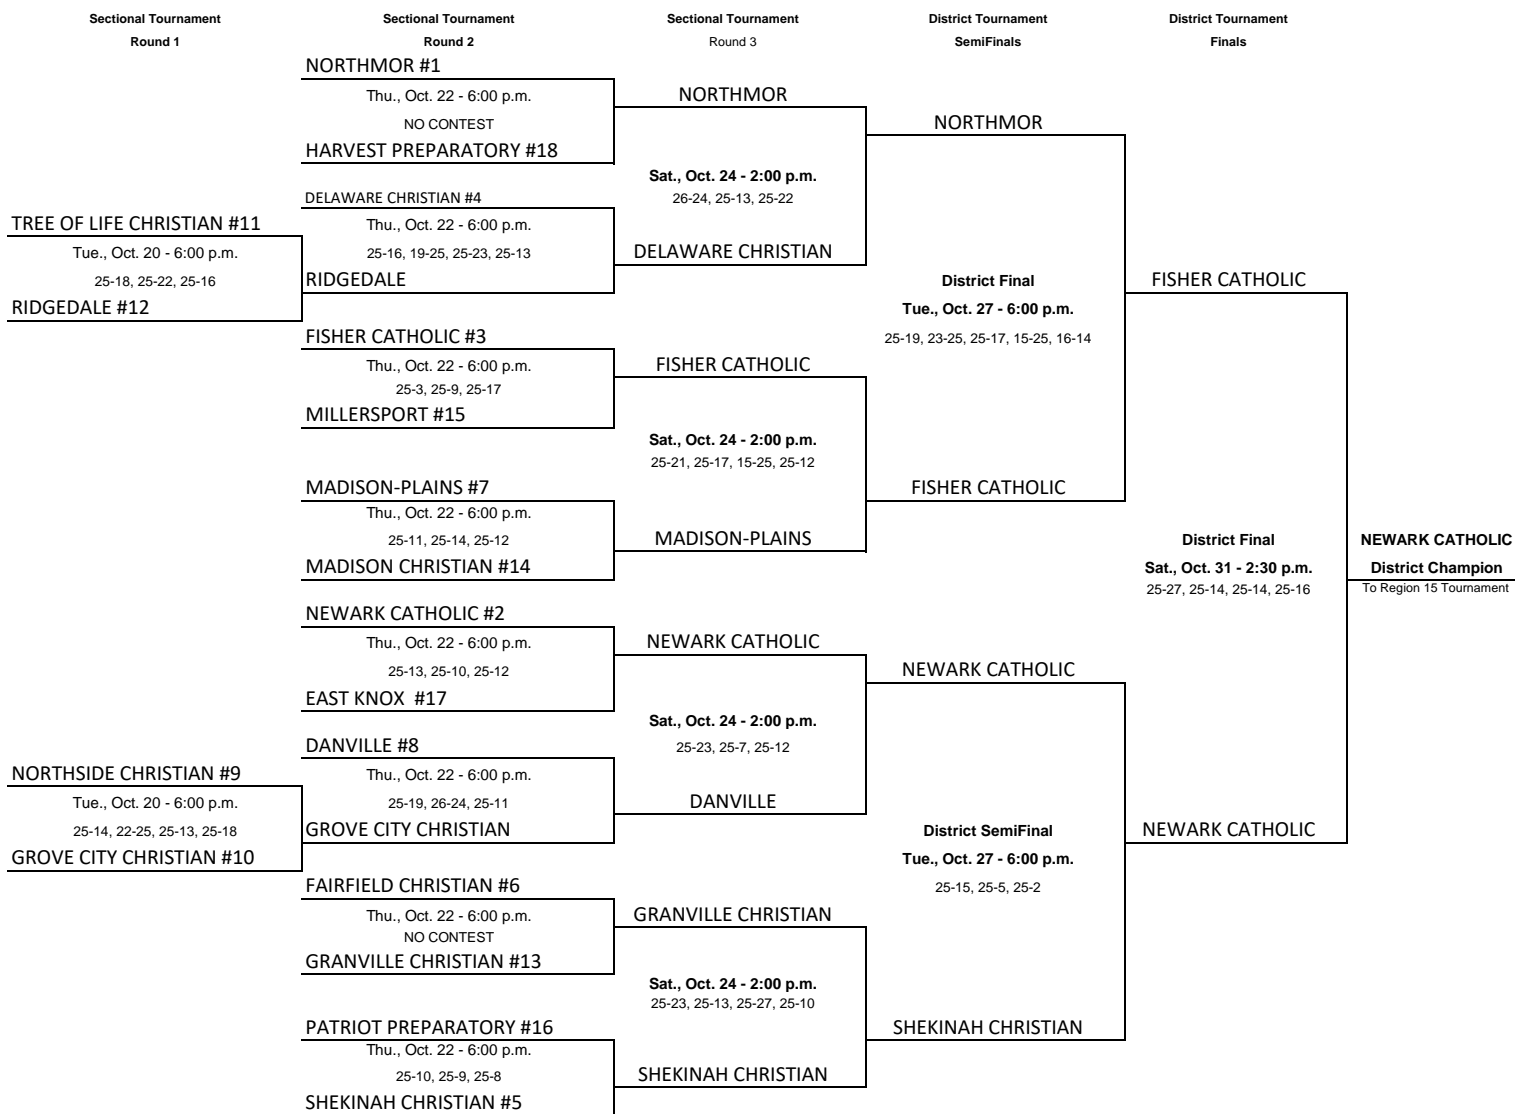 Sectional Tournament
Round 1
Sectional Tournament
Round 2
Sectional Tournament
Round 3
District Tournament
SemiFinals
District Tournament
Finals
TREE OF LIFE CHRISTIAN #11
Tue., Oct. 20 - 6:00 p.m.
25-18, 25-22, 25-16
RIDGEDALE #12
NORTHSIDE CHRISTIAN #9
Tue., Oct. 20 - 6:00 p.m.
25-14, 22-25, 25-13, 25-18
GROVE CITY CHRISTIAN #10
NORTHMOR #1
Thu., Oct. 22 - 6:00 p.m.
NO CONTEST
HARVEST PREPARATORY #18
DELAWARE CHRISTIAN #4
Thu., Oct. 22 - 6:00 p.m.
25-16, 19-25, 25-23, 25-13
RIDGEDALE
FISHER CATHOLIC #3
Thu., Oct. 22 - 6:00 p.m.
25-3, 25-9, 25-17
MILLERSPORT #15
MADISON-PLAINS #7
Thu., Oct. 22 - 6:00 p.m.
25-11, 25-14, 25-12
MADISON CHRISTIAN #14
NEWARK CATHOLIC #2
Thu., Oct. 22 - 6:00 p.m.
25-13, 25-10, 25-12
EAST KNOX  #17
DANVILLE #8
Thu., Oct. 22 - 6:00 p.m.
25-19, 26-24, 25-11
GROVE CITY CHRISTIAN
FAIRFIELD CHRISTIAN #6
Thu., Oct. 22 - 6:00 p.m.
NO CONTEST
GRANVILLE CHRISTIAN #13
PATRIOT PREPARATORY #16
Thu., Oct. 22 - 6:00 p.m.
25-10, 25-9, 25-8
SHEKINAH CHRISTIAN #5
NORTHMOR
Sat., Oct. 24 - 2:00 p.m.
26-24, 25-13, 25-22
DELAWARE CHRISTIAN
FISHER CATHOLIC
Sat., Oct. 24 - 2:00 p.m.
25-21, 25-17, 15-25, 25-12
MADISON-PLAINS
NEWARK CATHOLIC
Sat., Oct. 24 - 2:00 p.m.
25-23, 25-7, 25-12
DANVILLE
GRANVILLE CHRISTIAN
Sat., Oct. 24 - 2:00 p.m.
25-23, 25-13, 25-27, 25-10
SHEKINAH CHRISTIAN
NORTHMOR
District Final
Tue., Oct. 27 - 6:00 p.m.
25-19, 23-25, 25-17, 15-25, 16-14
FISHER CATHOLIC
NEWARK CATHOLIC
District SemiFinal
Tue., Oct. 27 - 6:00 p.m.
25-15, 25-5, 25-2
SHEKINAH CHRISTIAN
FISHER CATHOLIC
District Final
Sat., Oct. 31 - 2:30 p.m.
25-27, 25-14, 25-14, 25-16
NEWARK CATHOLIC
NEWARK CATHOLIC
District Champion
To Region 15 Tournament